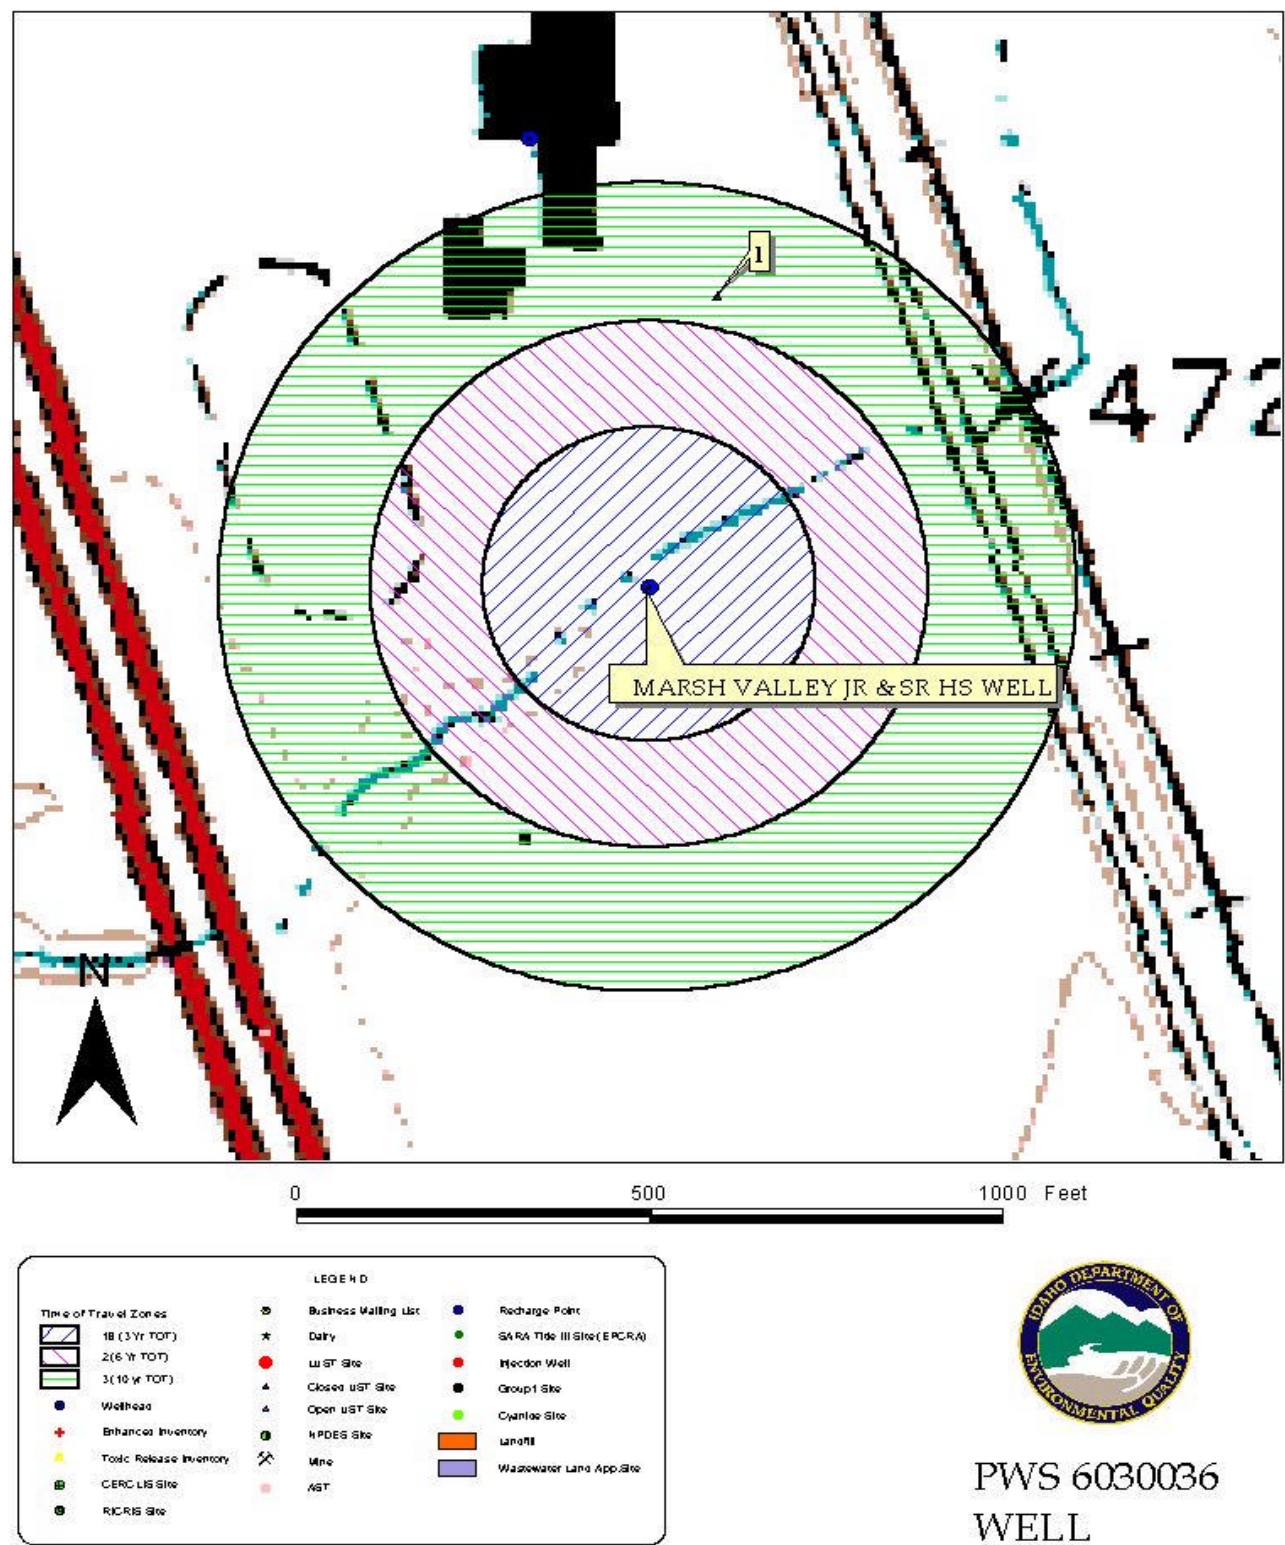 1
472
MARSH VALLEY JR & SR HS WELL
N
0 500 1000 Feet
LEGEND
Time of Travel Zones
1B (3 Yr TOT)
2 (6 Yr TOT)
3 (10 yr TOT)
Wellhead
Enhanced Inventory
Toxic Release Inventory
CERCLIS Site
RICRIS Site
Business Mailing List
Dairy
LUST Site
Closed UST Site
Open UST Site
NPDES Site
Mine
AST
Recharge Point
SARA Title III Site (EPCRA)
Injection Well
Group1 Site
Cyanide Site
Landfill
Wastewater Land App.Site
IDAHO DEPARTMENT OF
ENVIRONMENTAL QUALITY
PWS 6030036
WELL